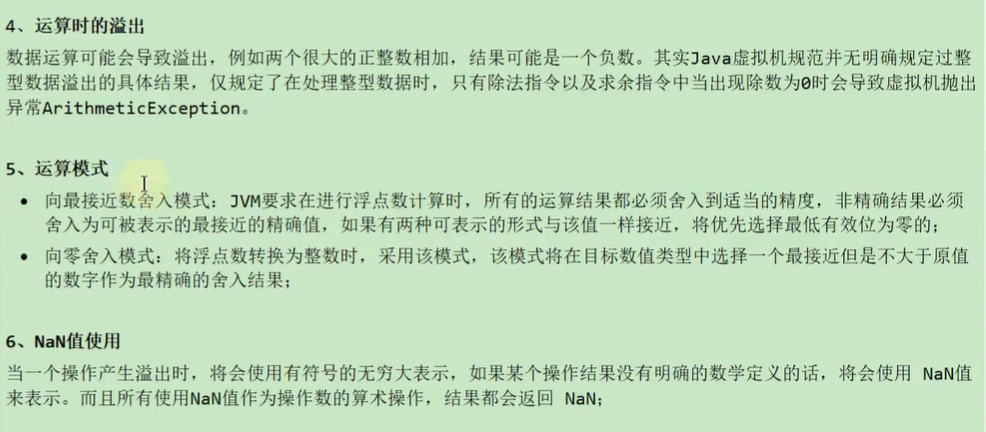 4、运算时的溢出
数据运算可能会导致溢出，例如两个很大的正整数相加，结果可能是一个负数。其实Java虚拟机规范并无明确规定过整
型数据溢出的具体结果，仅规定了在处理整型数据时，只有除法指令以及求余指令中当出现除数为0时会导致虚拟机抛出
异常ArithmeticException。
5、运算模式
• 向最接近数舍入模式：JVM要求在进行浮点数计算时，所有的运算结果都必须舍入到适当的精度，非精确结果必须
舍入为可被表示的最接近的精确值，如果有两种可表示的形式与该值一样接近，将优先选择最低有效位为零的；
• 向零舍入模式：将浮点数转换为整数时，采用该模式，该模式将在目标数值类型中选择一个最接近但是不大于原值
的数字作为最精确的舍入结果；
6、NaN值使用
当一个操作产生溢出时，将会使用有符号的无穷大表示，如果某个操作结果没有明确的数学定义的话，将会使用 NaN值
来表示。而且所有使用NaN值作为操作数的算术操作，结果都会返回 NaN；